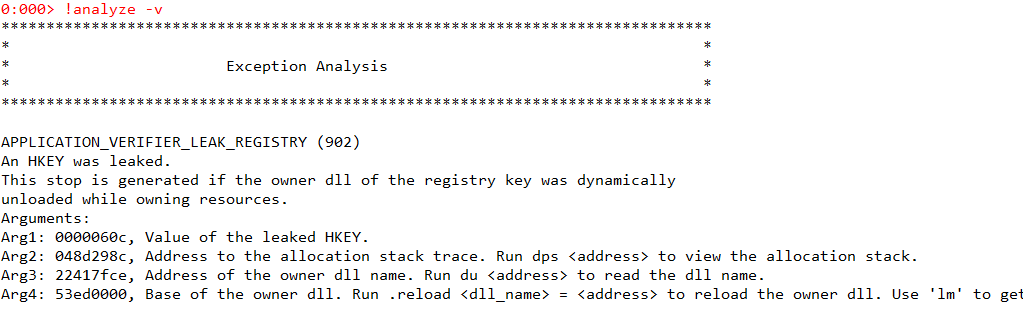 0:000> !analyze -v
*******************************************************************************
*                                                                             *
*                        Exception Analysis                                   *
*                                                                             *
*******************************************************************************
APPLICATION_VERIFIER_LEAK_REGISTRY (902)
An HKEY was leaked.
This stop is generated if the owner dll of the registry key was dynamically
unloaded while owning resources.
Arguments:
Arg1: 0000060c, Value of the leaked HKEY.
Arg2: 048d298c, Address to the allocation stack trace. Run dps <address> to view the allocation stack.
Arg3: 22417fce, Address of the owner dll name. Run du <address> to read the dll name.
Arg4: 53ed0000, Base of the owner dll. Run .reload <dll_name> = <address> to reload the owner dll. Use 'lm' to get